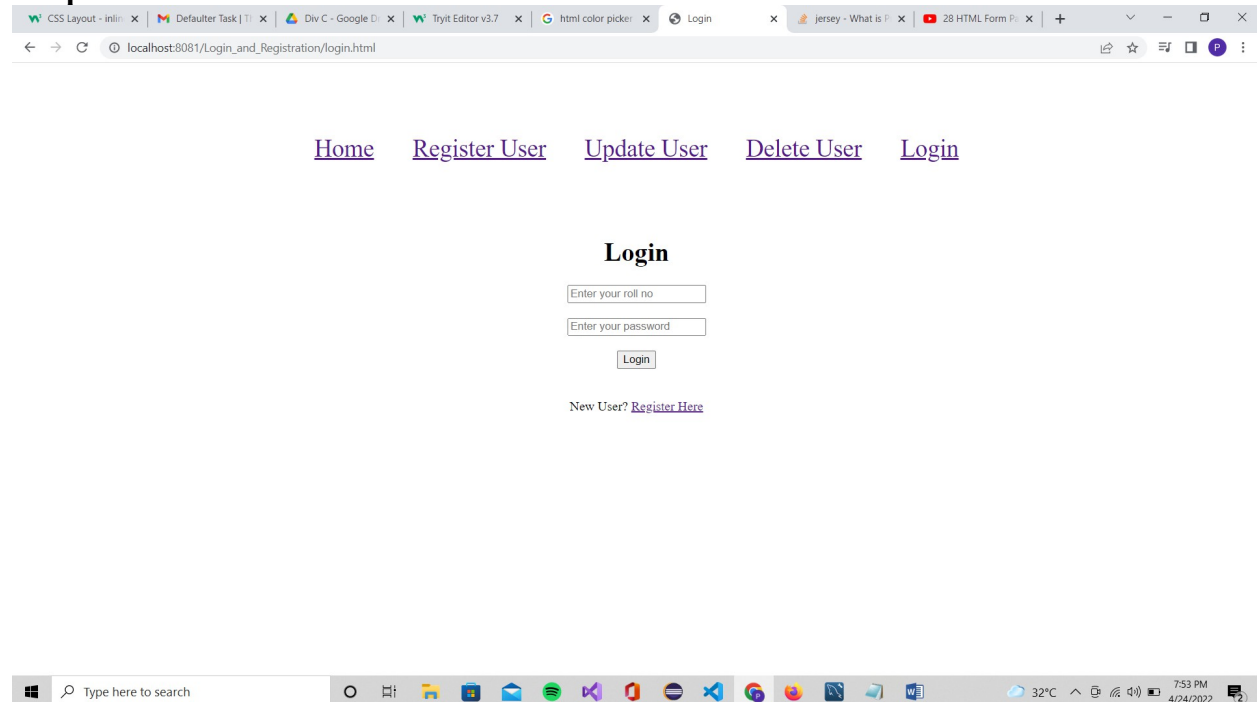 CSS Layout - inlin Defaulter Task | Th Div C - Google Dr Tryit Editor v3.7 html color picker Login jersey - What is P 28 HTML Form Pa
localhost:8081/Login_and_Registration/login.html P
Home Register User Update User Delete User Login
Login
Enter your roll no
Enter your password
Login
New User? Register Here
Type here to search 32°C 7:53 PM
4/24/2022 2